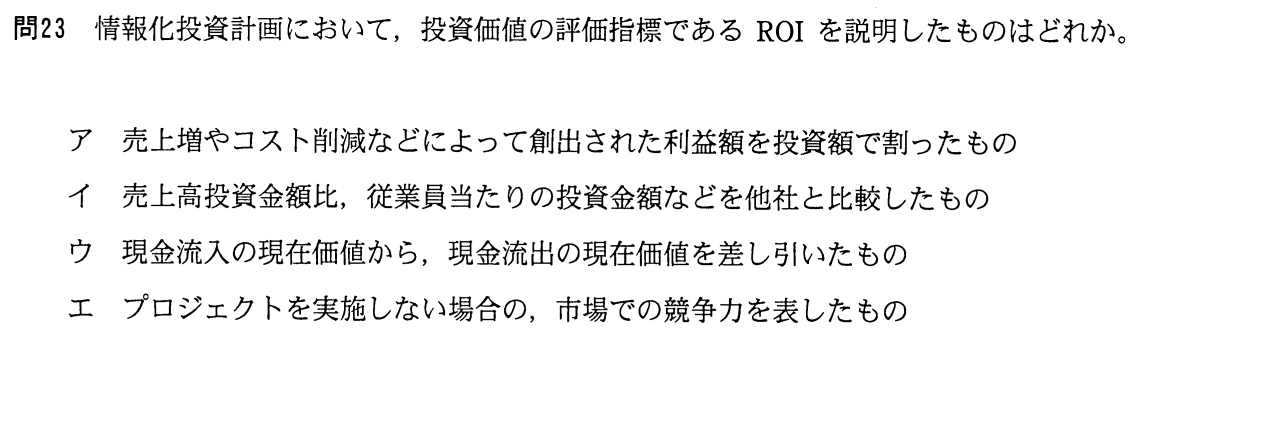 問23 情報化投資計画において，投資価値の評価指標である ROI を説明したものはどれか。
ア 売上増やコスト削減などによって創出された利益額を投資額で割ったもの
イ 売上高投資金額比，従業員当たりの投資金額などを他社と比較したもの
ウ 現金流入の現在価値から，現金流出の現在価値を差し引いたもの
エ プロジェクトを実施しない場合の，市場での競争力を表したもの